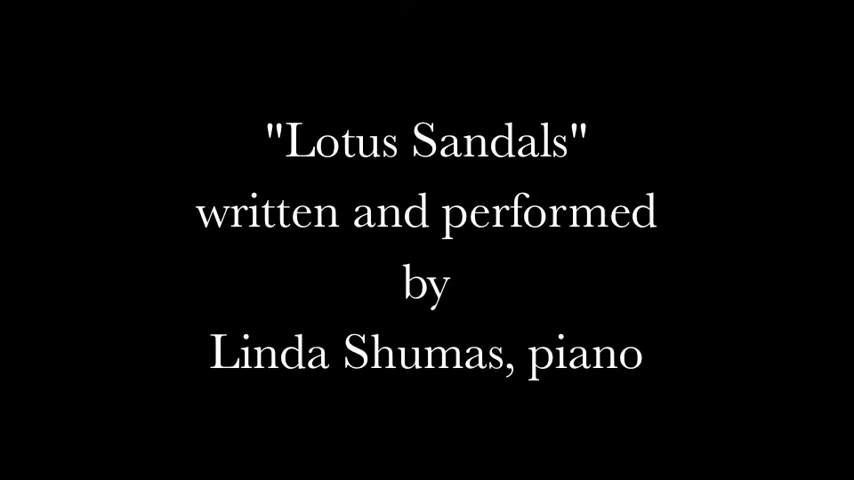 "Lotus Sandals"
written and performed
by
Linda Shumas, piano